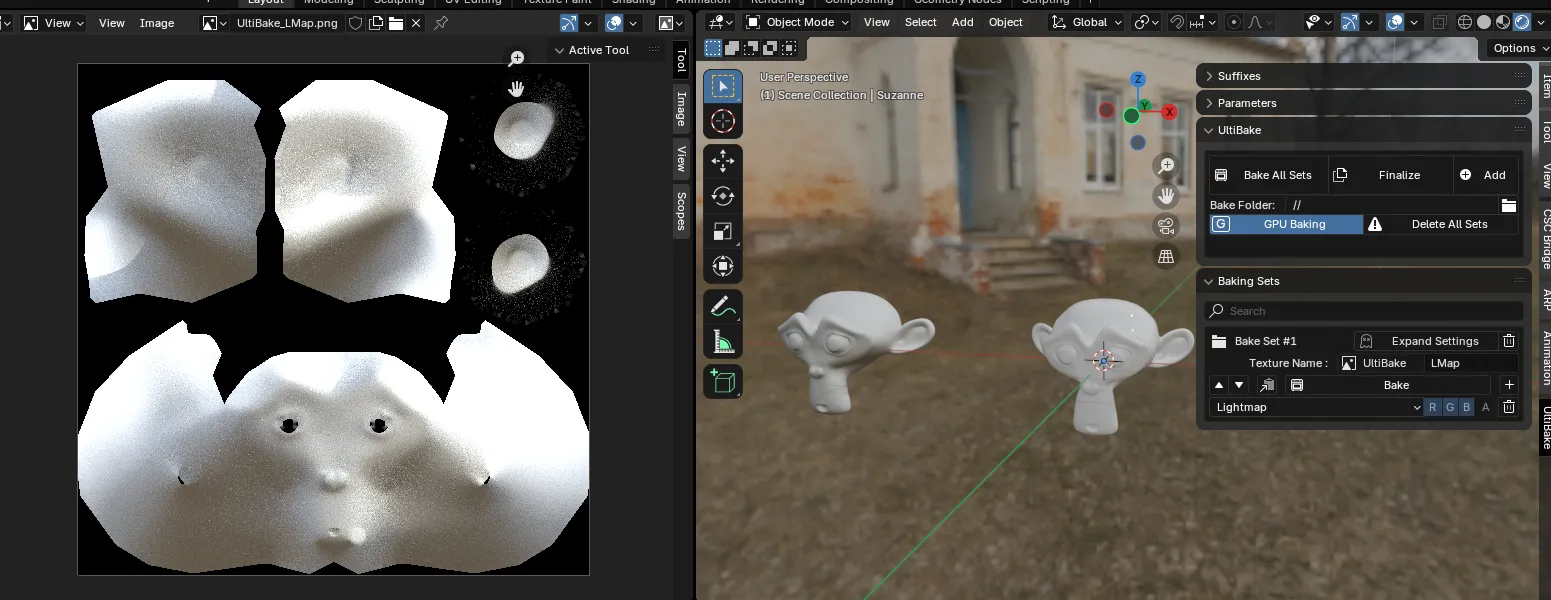 Layout Modeling Sculpting UV Editing Texture Paint Shading Animation Rendering Compositing Geometry Nodes Scripting +
View View Image UltiBake_LMap.png
Object Mode View Select Add Object Global
Options
Active Tool
Tool
Image
View
Scopes
User Perspective
(1) Scene Collection | Suzanne
Z
Y
X
Suffixes
Parameters
UltiBake
Bake All Sets Finalize Add
Bake Folder: //
G GPU Baking Delete All Sets
Baking Sets
Search
Bake Set #1 Expand Settings
Texture Name : UltiBake LMap
Bake
Lightmap R G B A
Item
Tool
View
CSC Bridge
ARP
Animation
UltiBake